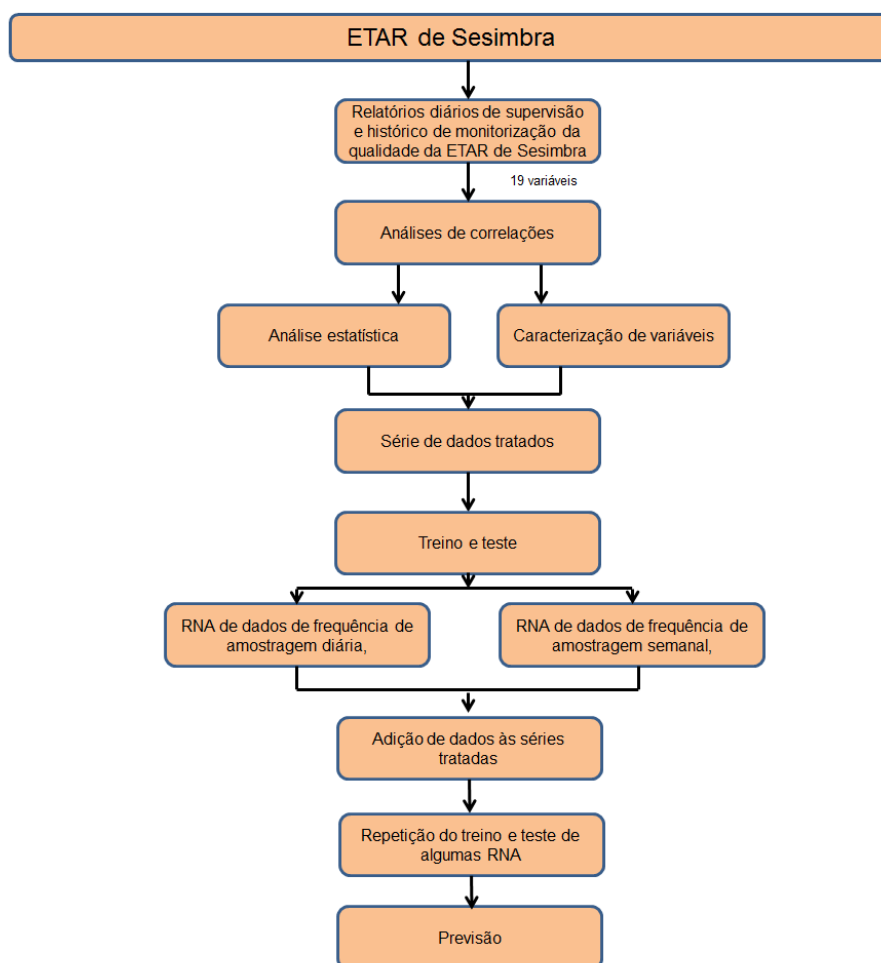 ETAR de Sesimbra
Relatórios diários de supervisão
e histórico de monitorização da
qualidade da ETAR de Sesimbra
19 variáveis
Análises de correlações
Análise estatística
Caracterização de variáveis
Série de dados tratados
Treino e teste
RNA de dados de frequência de
amostragem diária,
RNA de dados de frequência de
amostragem semanal,
Adição de dados às séries
tratadas
Repetição do treino e teste de
algumas RNA
Previsão